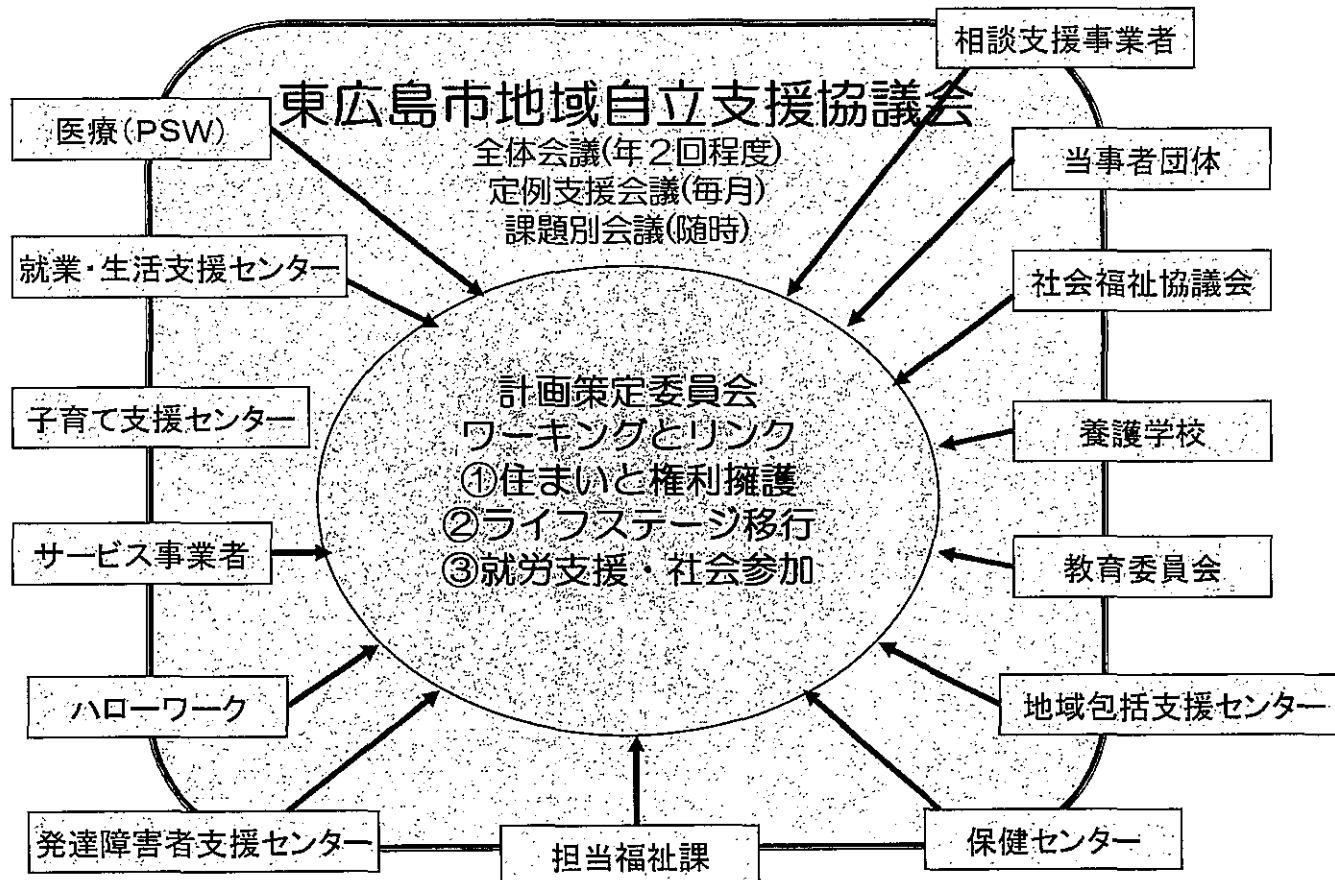 相談支援事業者
東広島市地域自立支援協議会
全体会議(年2回程度)
定例支援会議(毎月)
課題別会議(随時)
医療(PSW)
就業・生活支援センター
子育て支援センター
サービス事業者
ハローワーク
発達障害者支援センター
計画策定委員会
ワーキングとリンク
①住まいと権利擁護
②ライフステージ移行
③就労支援・社会参加
当事者団体
社会福祉協議会
養護学校
教育委員会
地域包括支援センター
保健センター
担当福祉課